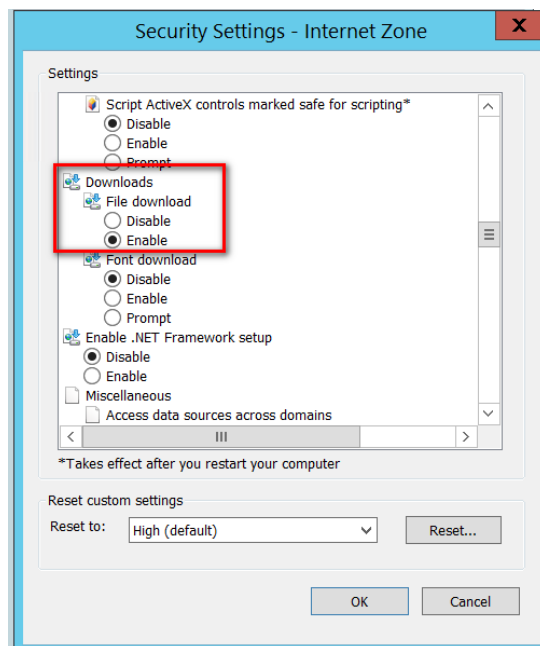 Security Settings - Internet Zone
X
Settings
Script ActiveX controls marked safe for scripting*
Disable
Enable
Prompt
Downloads
File download
Disable
Enable
Font download
Disable
Enable
Prompt
Enable .NET Framework setup
Disable
Enable
Miscellaneous
Access data sources across domains
*Takes effect after you restart your computer
Reset custom settings
Reset to: High (default) Reset...
OK Cancel